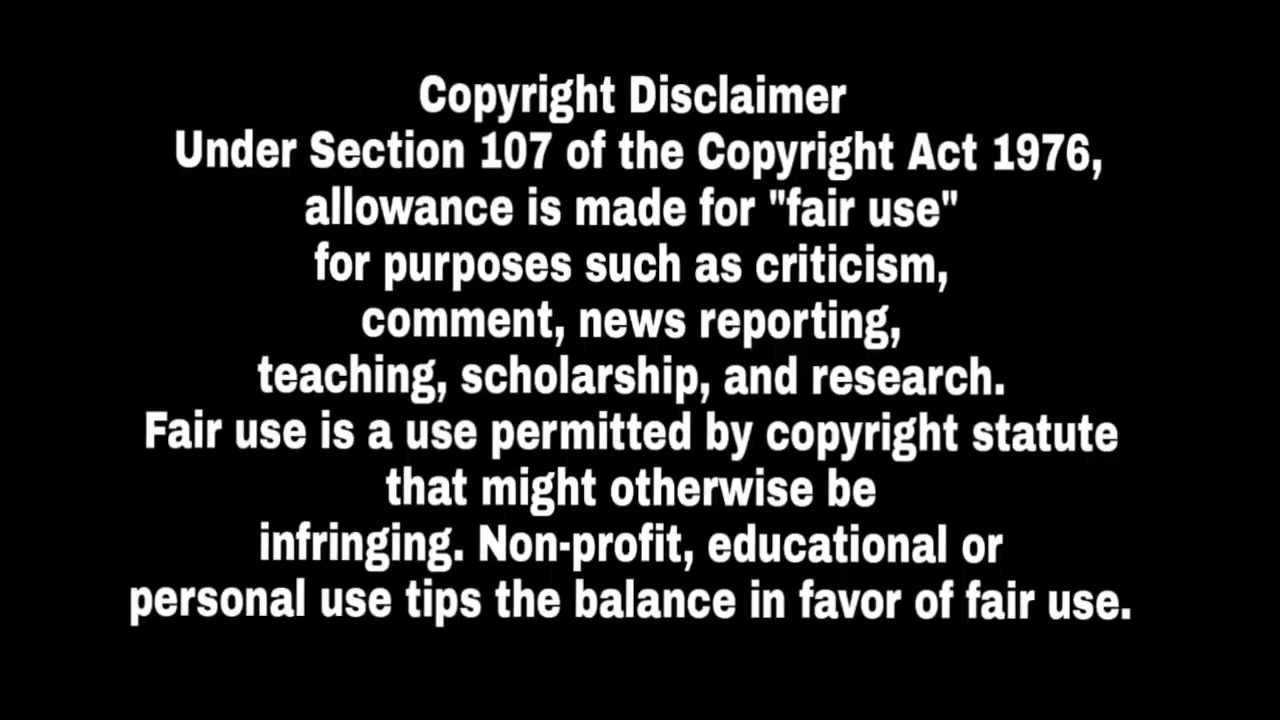 Copyright Disclaimer
Under Section 107 of the Copyright Act 1976,
allowance is made for "fair use"
for purposes such as criticism,
comment, news reporting,
teaching, scholarship, and research.
Fair use is a use permitted by copyright statute
that might otherwise be
infringing. Non-profit, educational or
personal use tips the balance in favor of fair use.